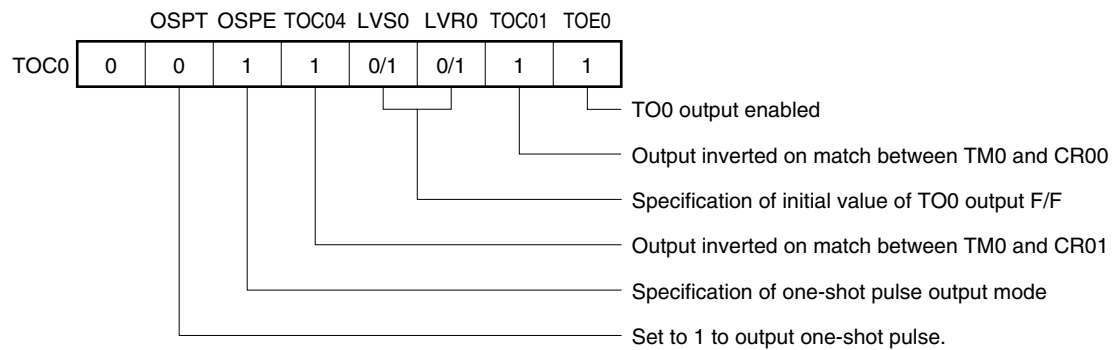 OSPT OSPE TOC04 LVS0 LVR0 TOC01 TOE0
TOC0 0 0 1 1 0/1 0/1 1 1
TO0 output enabled
Output inverted on match between TM0 and CR00
Specification of initial value of TO0 output F/F
Output inverted on match between TM0 and CR01
Specification of one-shot pulse output mode
Set to 1 to output one-shot pulse.